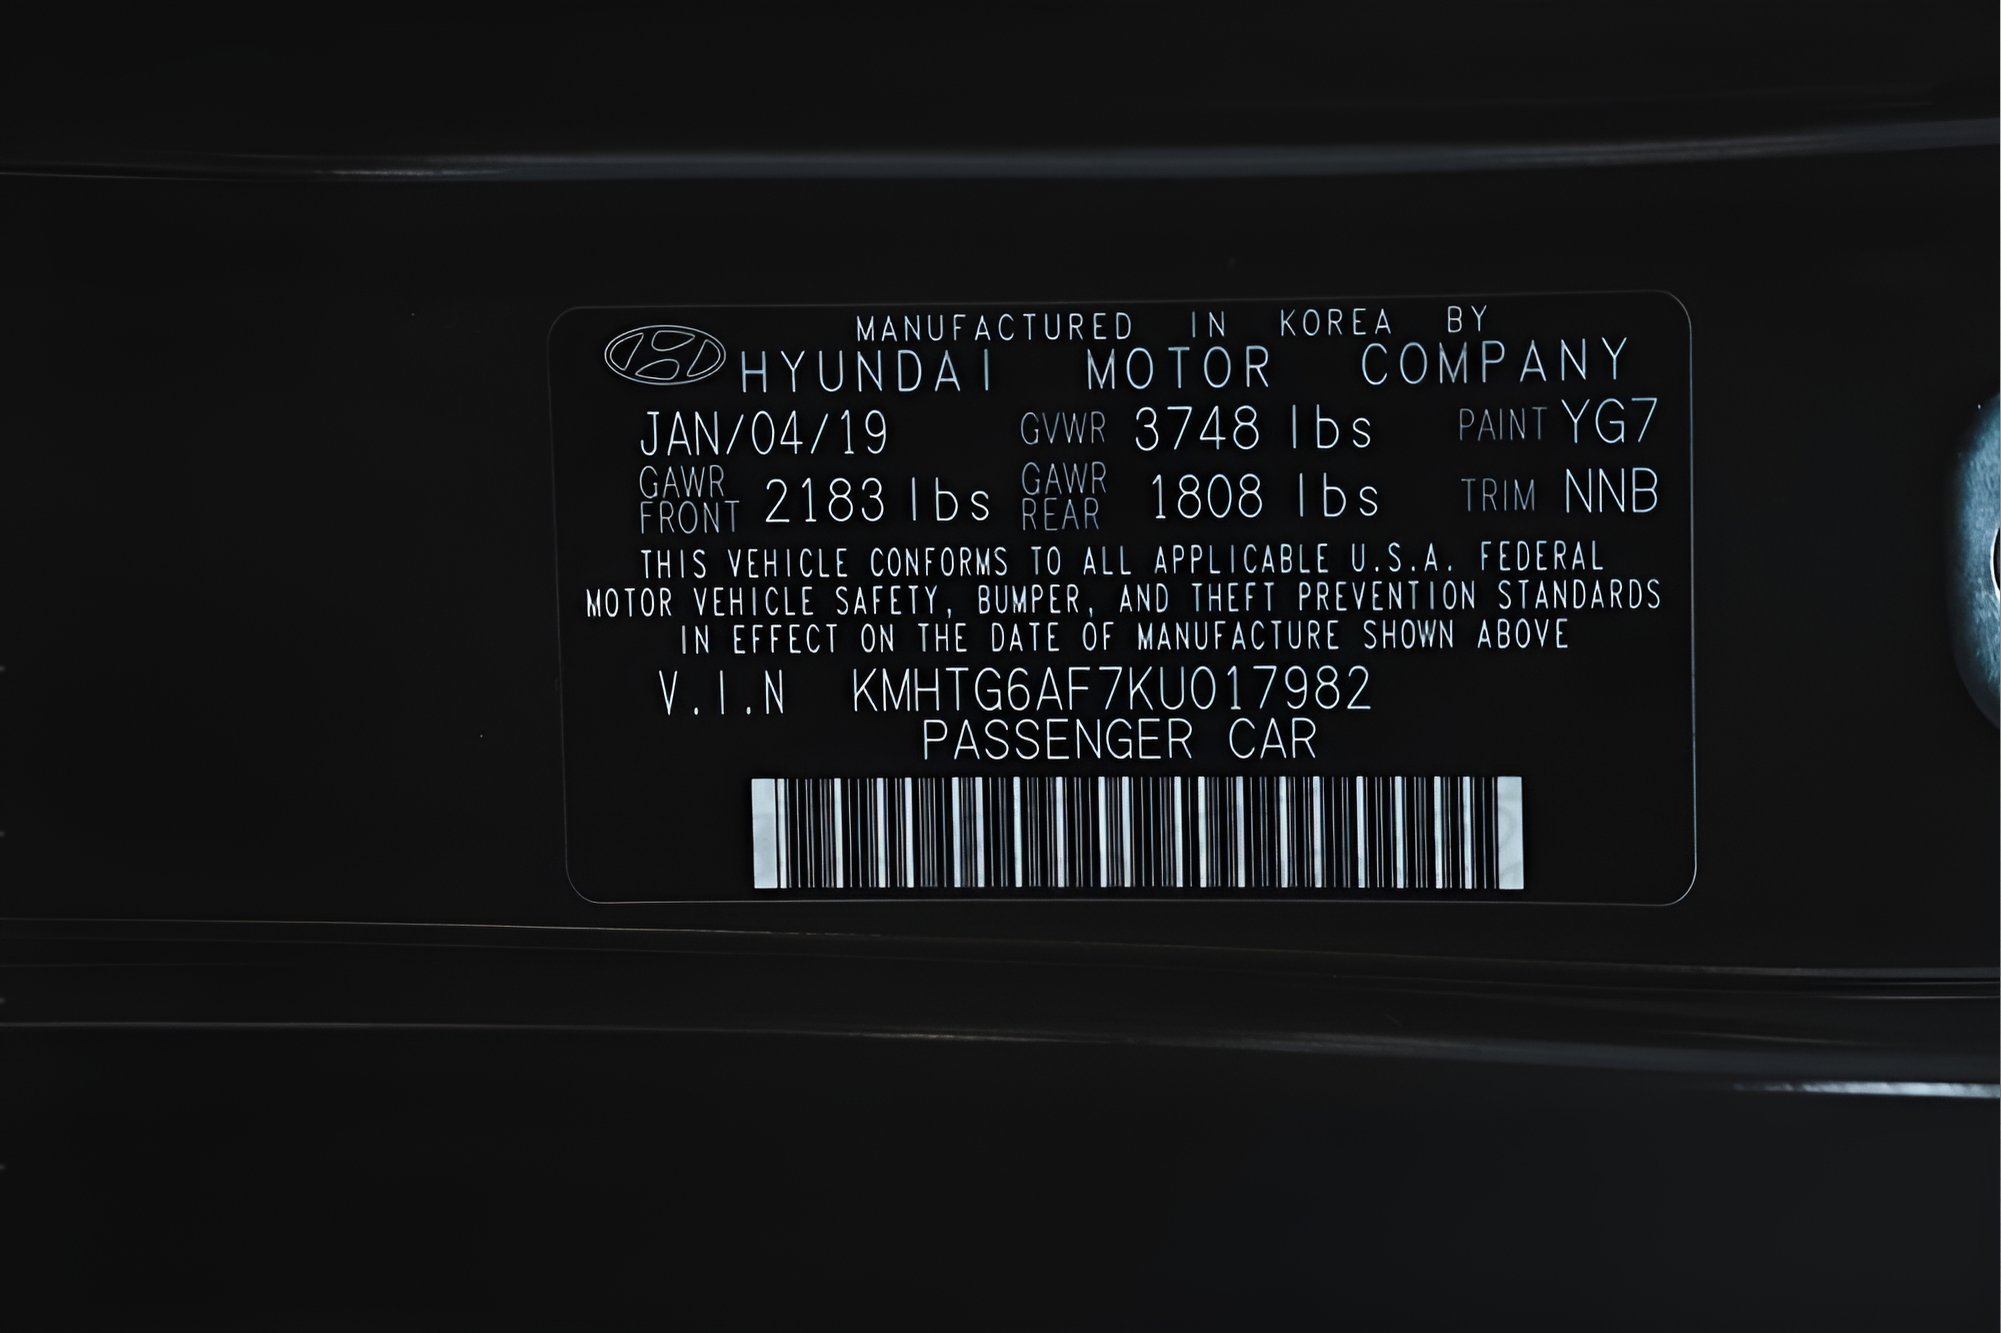 MANUFACTURED IN KOREA BY
HYUNDAI MOTOR COMPANY
JAN/04/19 GVWR 3748 lbs PAINT YG7
GAWR FRONT 2183 lbs GAWR REAR 1808 lbs TRIM NNB
THIS VEHICLE CONFORMS TO ALL APPLICABLE U.S.A. FEDERAL
MOTOR VEHICLE SAFETY, BUMPER, AND THEFT PREVENTION STANDARDS
IN EFFECT ON THE DATE OF MANUFACTURE SHOWN ABOVE
V.I.N KMHTG6AF7KU017982
PASSENGER CAR